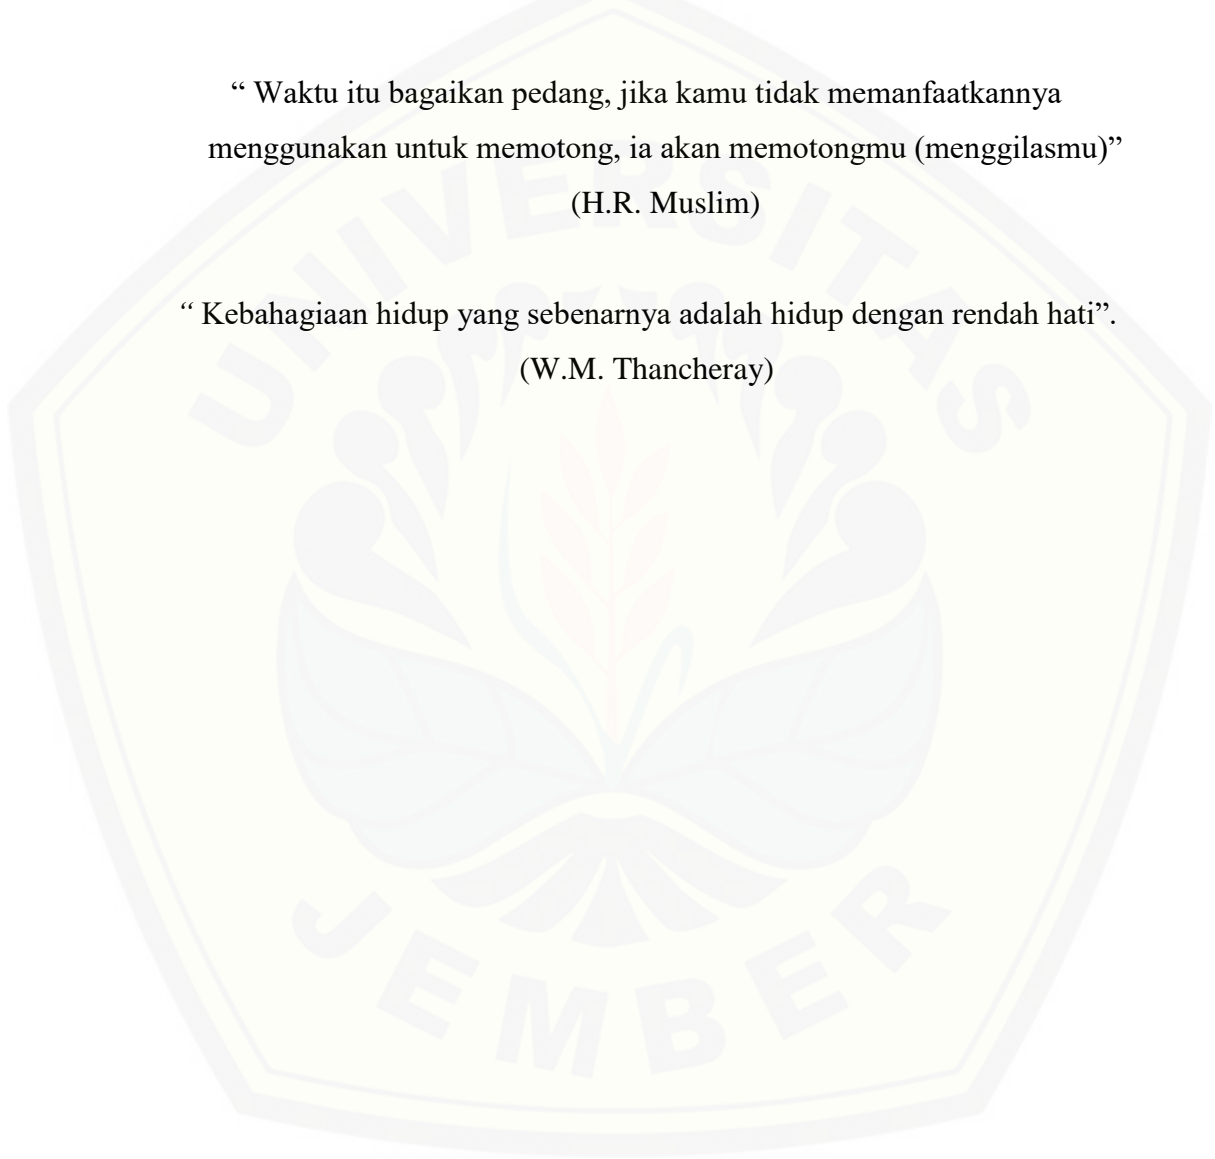 “ Waktu itu bagaikan pedang, jika kamu tidak memanfaatkannya
menggunakan untuk memotong, ia akan memotongmu (menggilasmu)”
(H.R. Muslim)
“ Kebahagiaan hidup yang sebenarnya adalah hidup dengan rendah hati”.
(W.M. Thancheray)
UNIVERSITAS
JEMBER